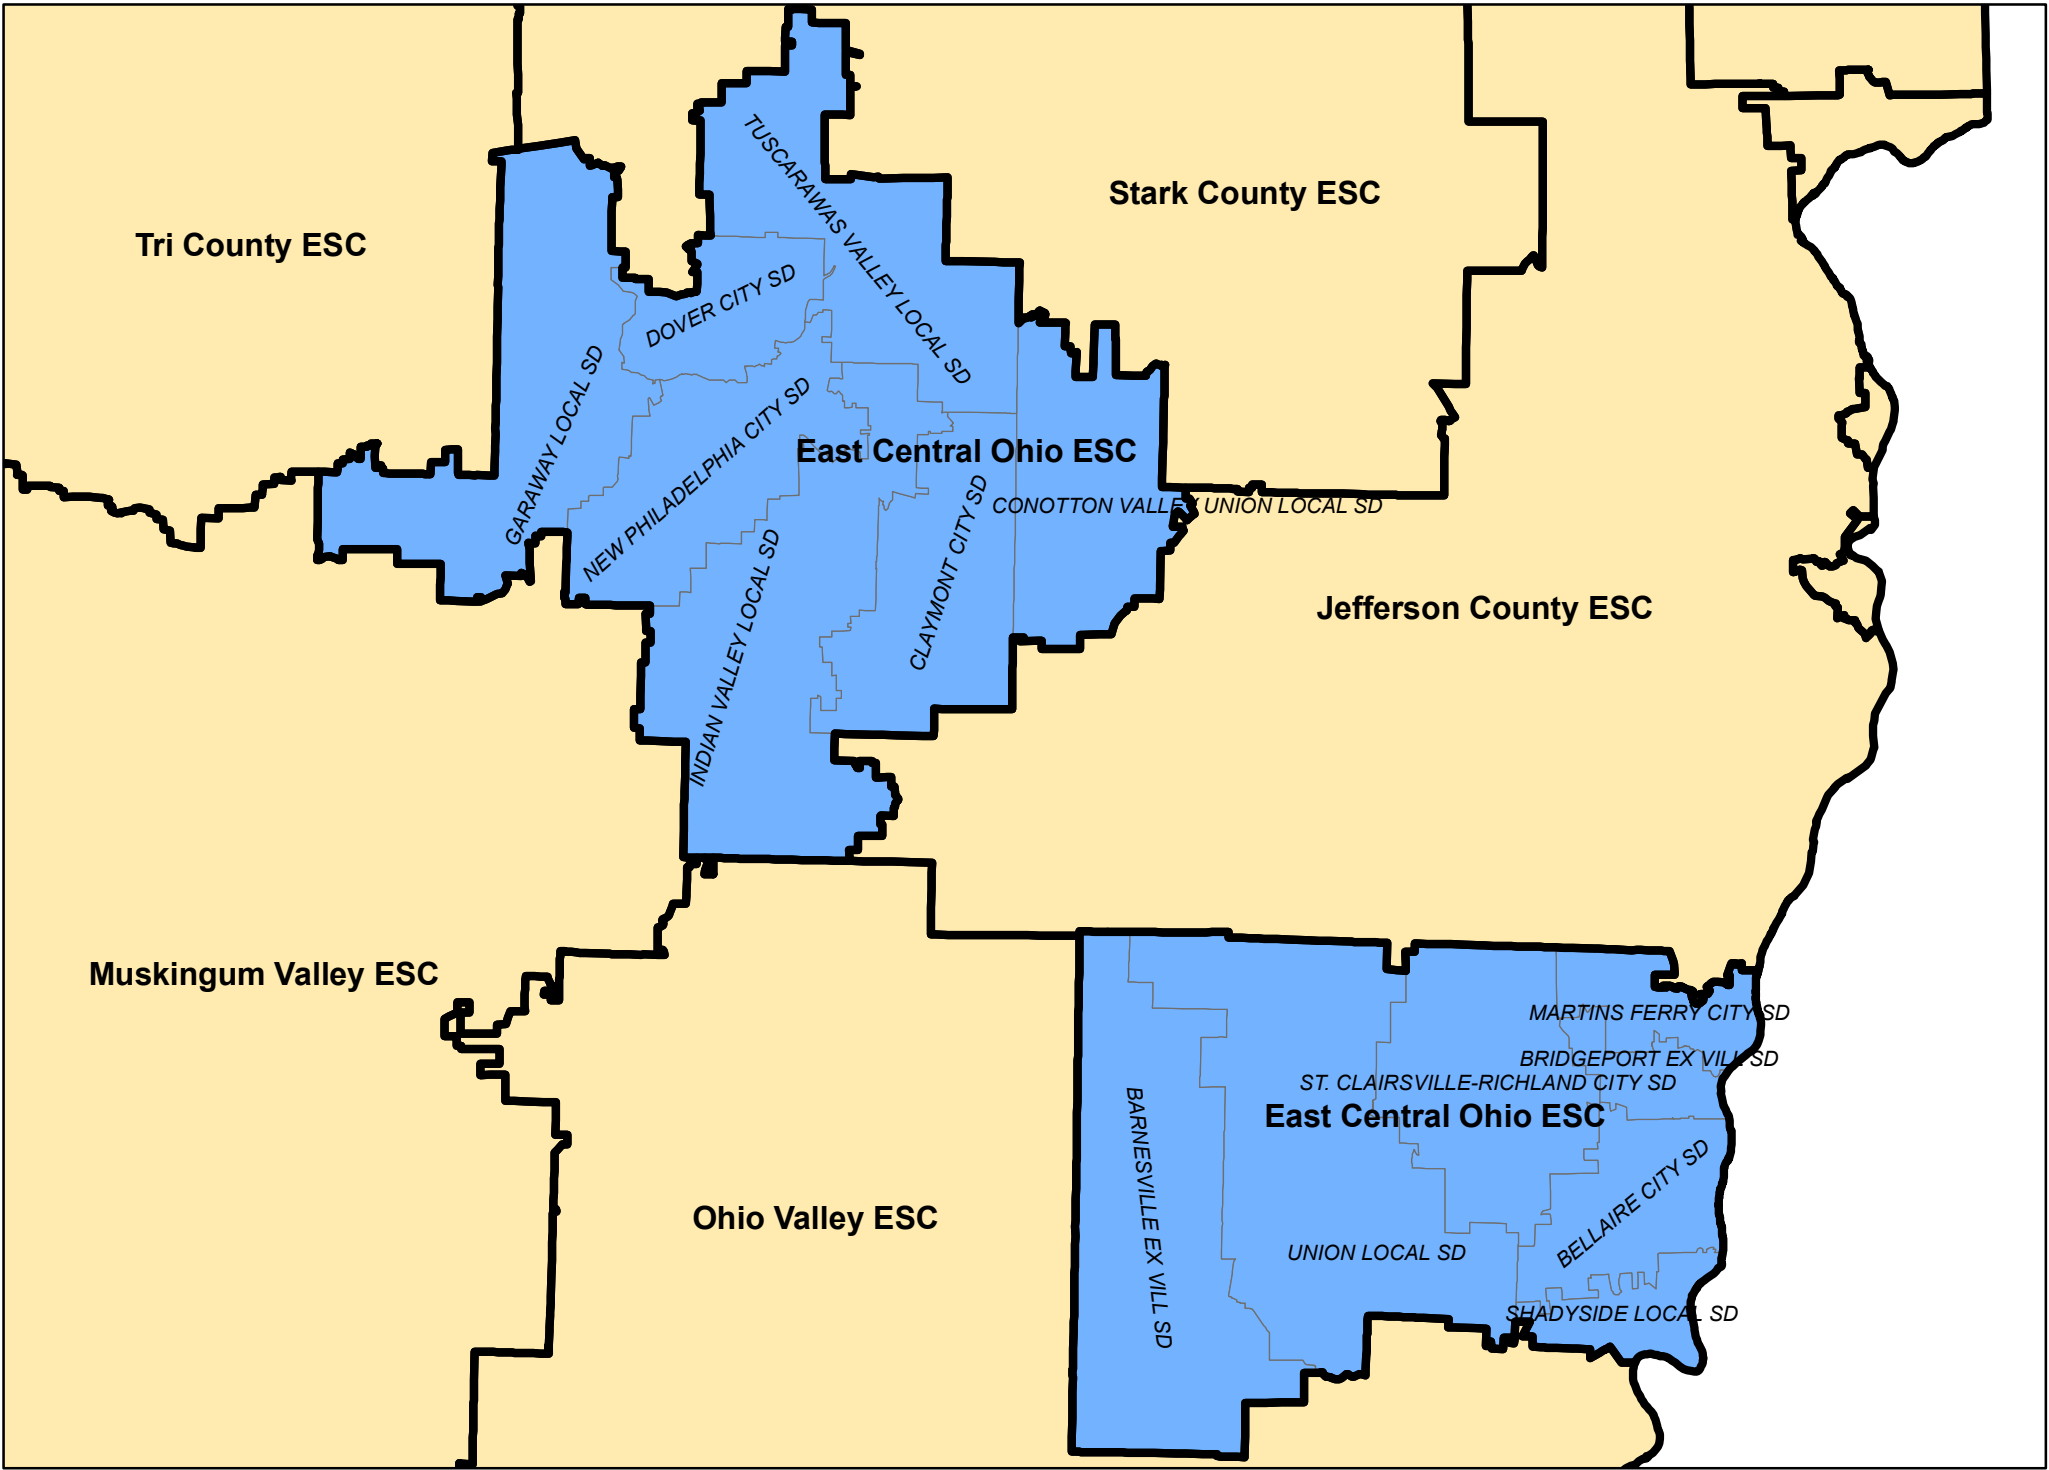 TUSCARAWAS VALLEY LOCAL SD
Stark County ESC
Tri County ESC
DOVER CITY SD
GARAWAY LOCAL SD
NEW PHILADELPHIA CITY SD
East Central Ohio ESC
CONOTTON VALLEY UNION LOCAL SD
CLAYMONT CITY SD
INDIAN VALLEY LOCAL SD
Jefferson County ESC
Muskingum Valley ESC
MARTINS FERRY CITY SD
BRIDGEPORT EX VILL SD
ST. CLAIRSVILLE-RICHLAND CITY SD
East Central Ohio ESC
BARNESVILLE EX VILL SD
BELLAIRE CITY SD
Ohio Valley ESC
UNION LOCAL SD
SHADYSIDE LOCAL SD